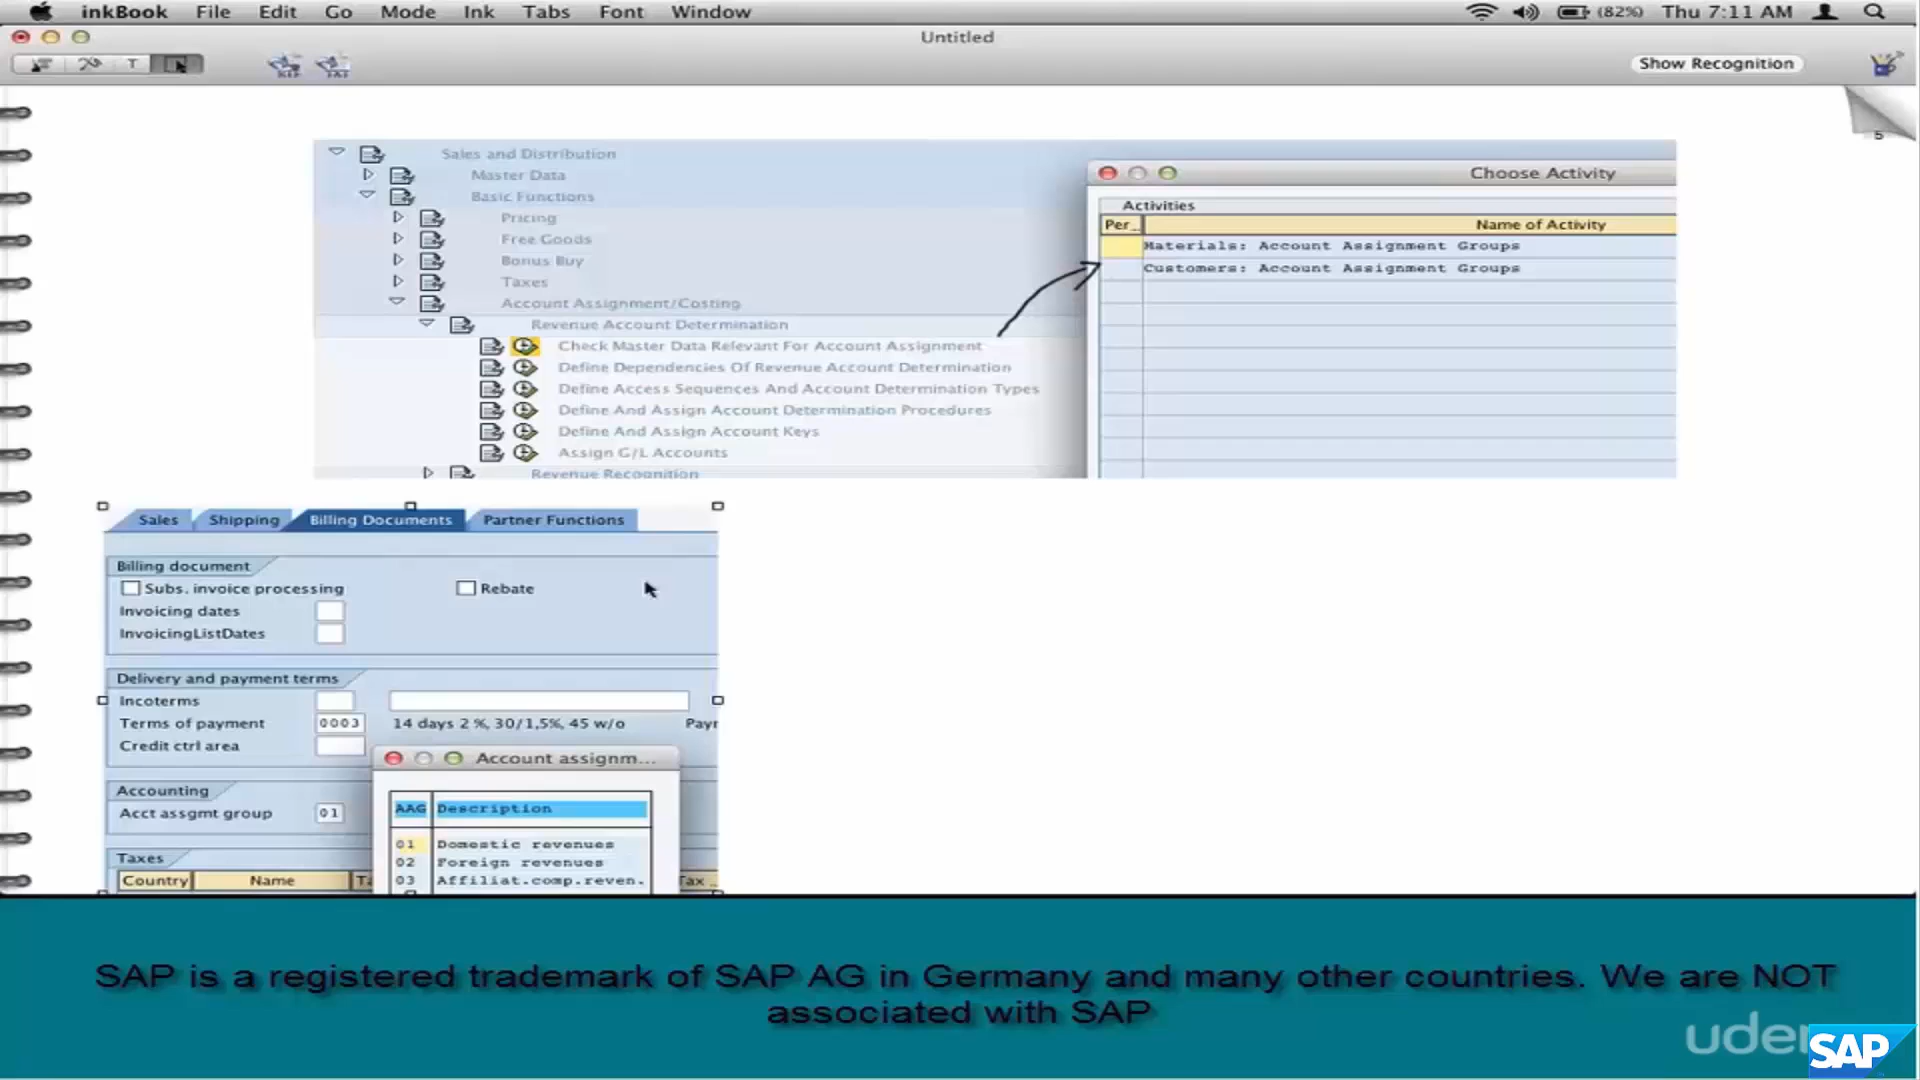 inkBook File Edit Go Mode Ink Tabs Font Window (82%) Thu 7:11 AM
Untitled
T
Show Recognition
5
Sales and Distribution
Master Data
Basic Functions
Pricing
Free Goods
Bonus Buy
Taxes
Account Assignment/Costing
Revenue Account Determination
Check Master Data Relevant For Account Assignment
Define Dependencies Of Revenue Account Determination
Define Access Sequences And Account Determination Types
Define And Assign Account Determination Procedures
Define And Assign Account Keys
Assign G/L Accounts
Revenue Recognition
Choose Activity
Activities
Per... Name of Activity
Materials: Account Assignment Groups
Customers: Account Assignment Groups
Sales Shipping Billing Documents Partner Functions
Billing document
Subs. invoice processing Rebate
Invoicing dates
InvoicingListDates
Delivery and payment terms
Incoterms
Terms of payment 0003 14 days 2 %, 30/1,5%, 45 w/o
Credit ctrl area
Accounting
Acct assgmt group 01
Account assignm...
AAG Description
01 Domestic revenues
02 Foreign revenues
03 Affiliat.comp.reven.
Taxes
Country Name Tax ..
SAP is a registered trademark of SAP AG in Germany and many other countries. We are NOT
associated with SAP
SAP